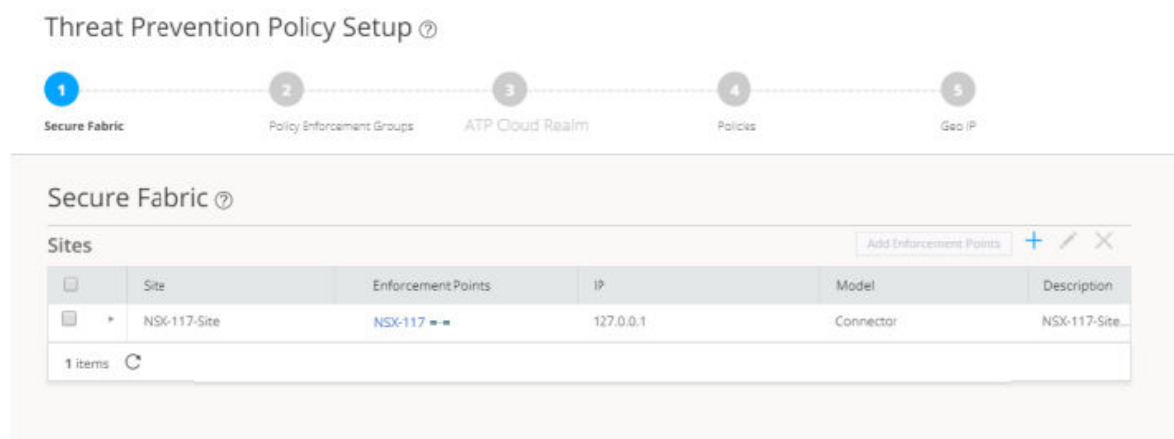 Threat Prevention Policy Setup ?
1 2 3 4 5
Secure Fabric Policy Enforcement Groups ATP Cloud Realm Policies Geo IP
Secure Fabric ?
Sites Add Enforcement Points
Site Enforcement Points IP Model Description
NSX-117-Site NSX-117 127.0.0.1 Connector NSX-117-Site...
1 items